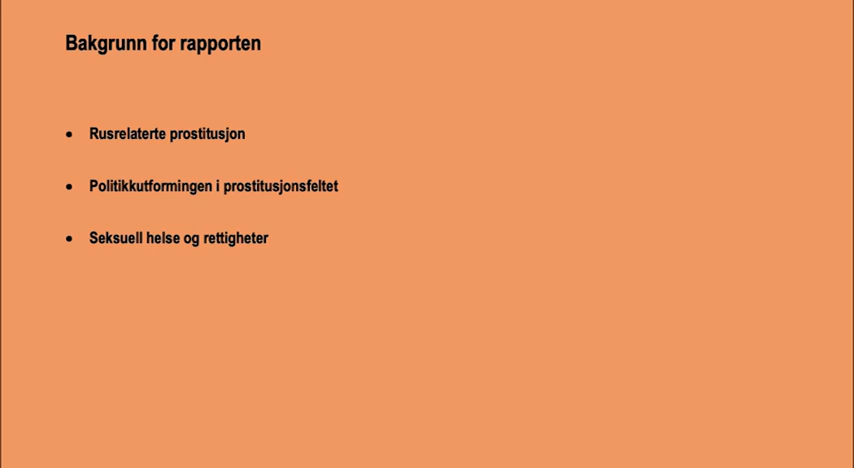 Bakgrunn for rapporten
• Rusrelaterte prostitusjon
• Politikkutformingen i prostitusjonsfeltet
• Seksuell helse og rettigheter